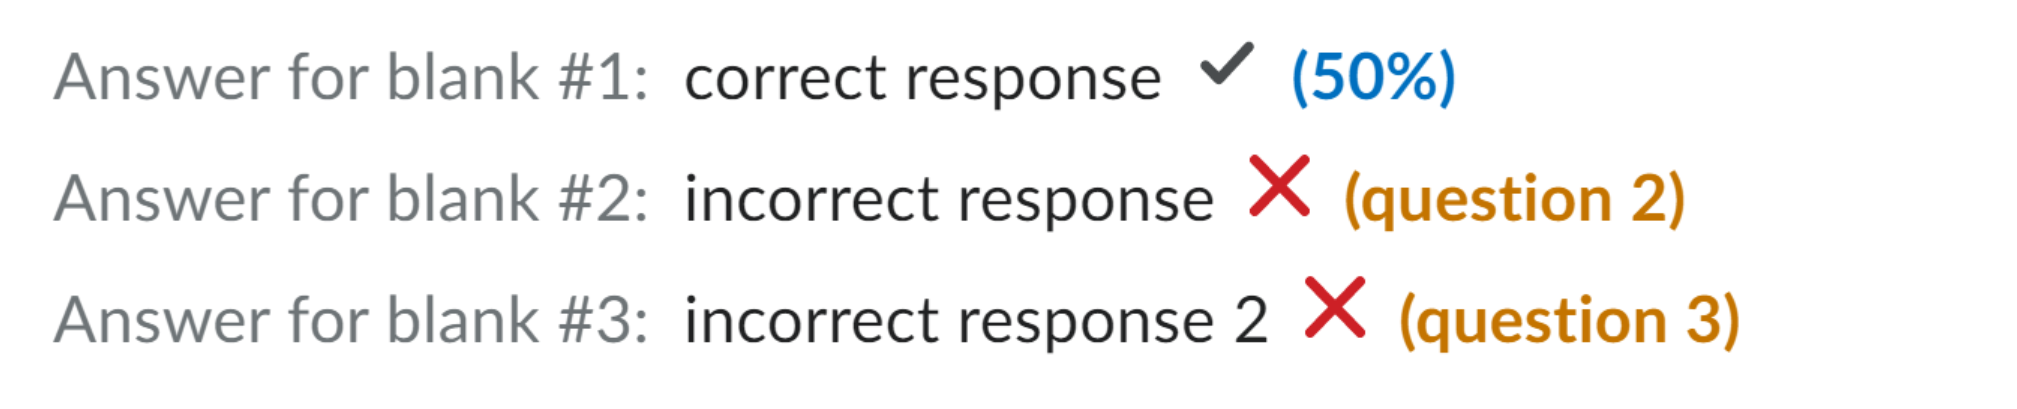 Answer for blank #1: correct response ✓ (50%)
Answer for blank #2: incorrect response ✗ (question 2)
Answer for blank #3: incorrect response 2 ✗ (question 3)